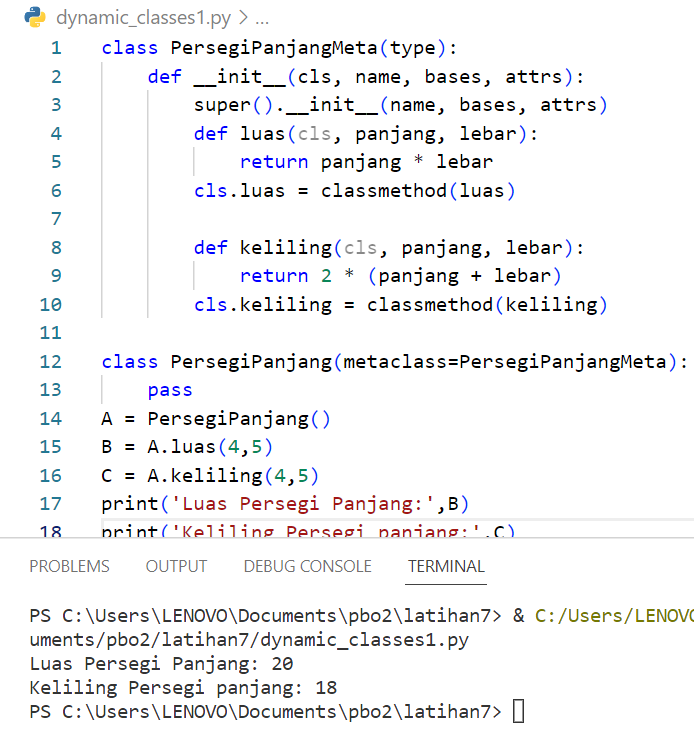 dynamic_classes1.py > ...
1 class PersegiPanjangMeta(type):
2     def __init__(cls, name, bases, attrs):
3         super().__init__(name, bases, attrs)
4         def luas(cls, panjang, lebar):
5             return panjang * lebar
6         cls.luas = classmethod(luas)
7
8         def keliling(cls, panjang, lebar):
9             return 2 * (panjang + lebar)
10         cls.keliling = classmethod(keliling)
11
12 class PersegiPanjang(metaclass=PersegiPanjangMeta):
13     pass
14 A = PersegiPanjang()
15 B = A.luas(4,5)
16 C = A.keliling(4,5)
17 print('Luas Persegi Panjang:',B)
18 print('Keliling Persegi panjang:',C)
PROBLEMS OUTPUT DEBUG CONSOLE TERMINAL
PS C:\Users\LENOVO\Documents\pbo2\latihan7> & C:/Users/LENOVO
uments/pbo2/latihan7/dynamic_classes1.py
Luas Persegi Panjang: 20
Keliling Persegi panjang: 18
PS C:\Users\LENOVO\Documents\pbo2\latihan7>